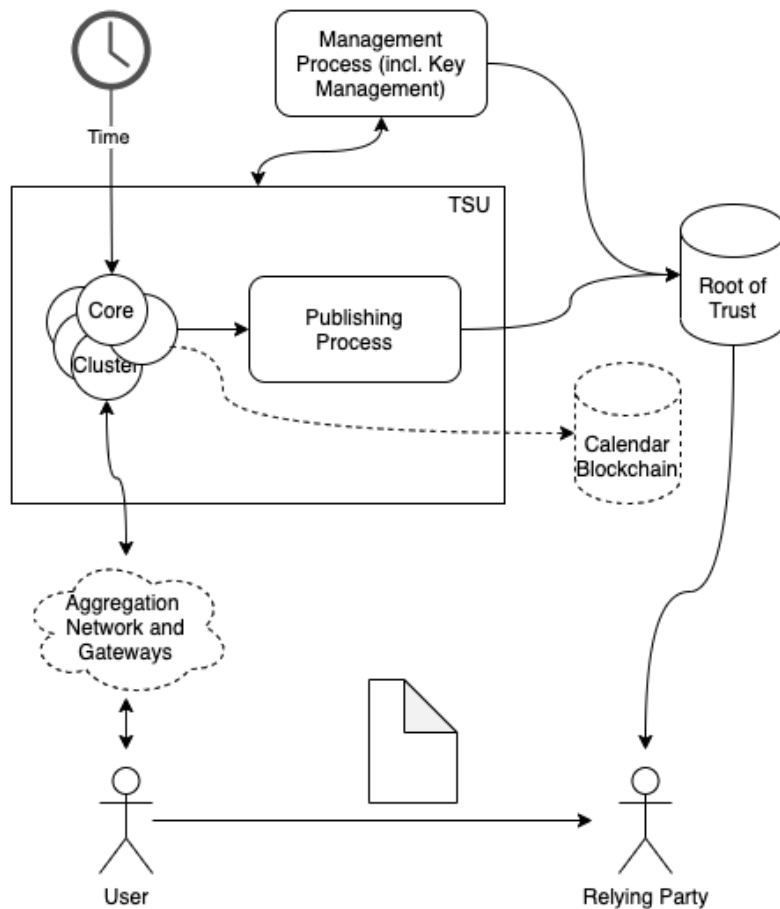 Management
Process (incl. Key
Management)
Time
TSU
Core
Cluster
Publishing
Process
Root of
Trust
Calendar
Blockchain
Aggregation
Network and
Gateways
User
Relying Party